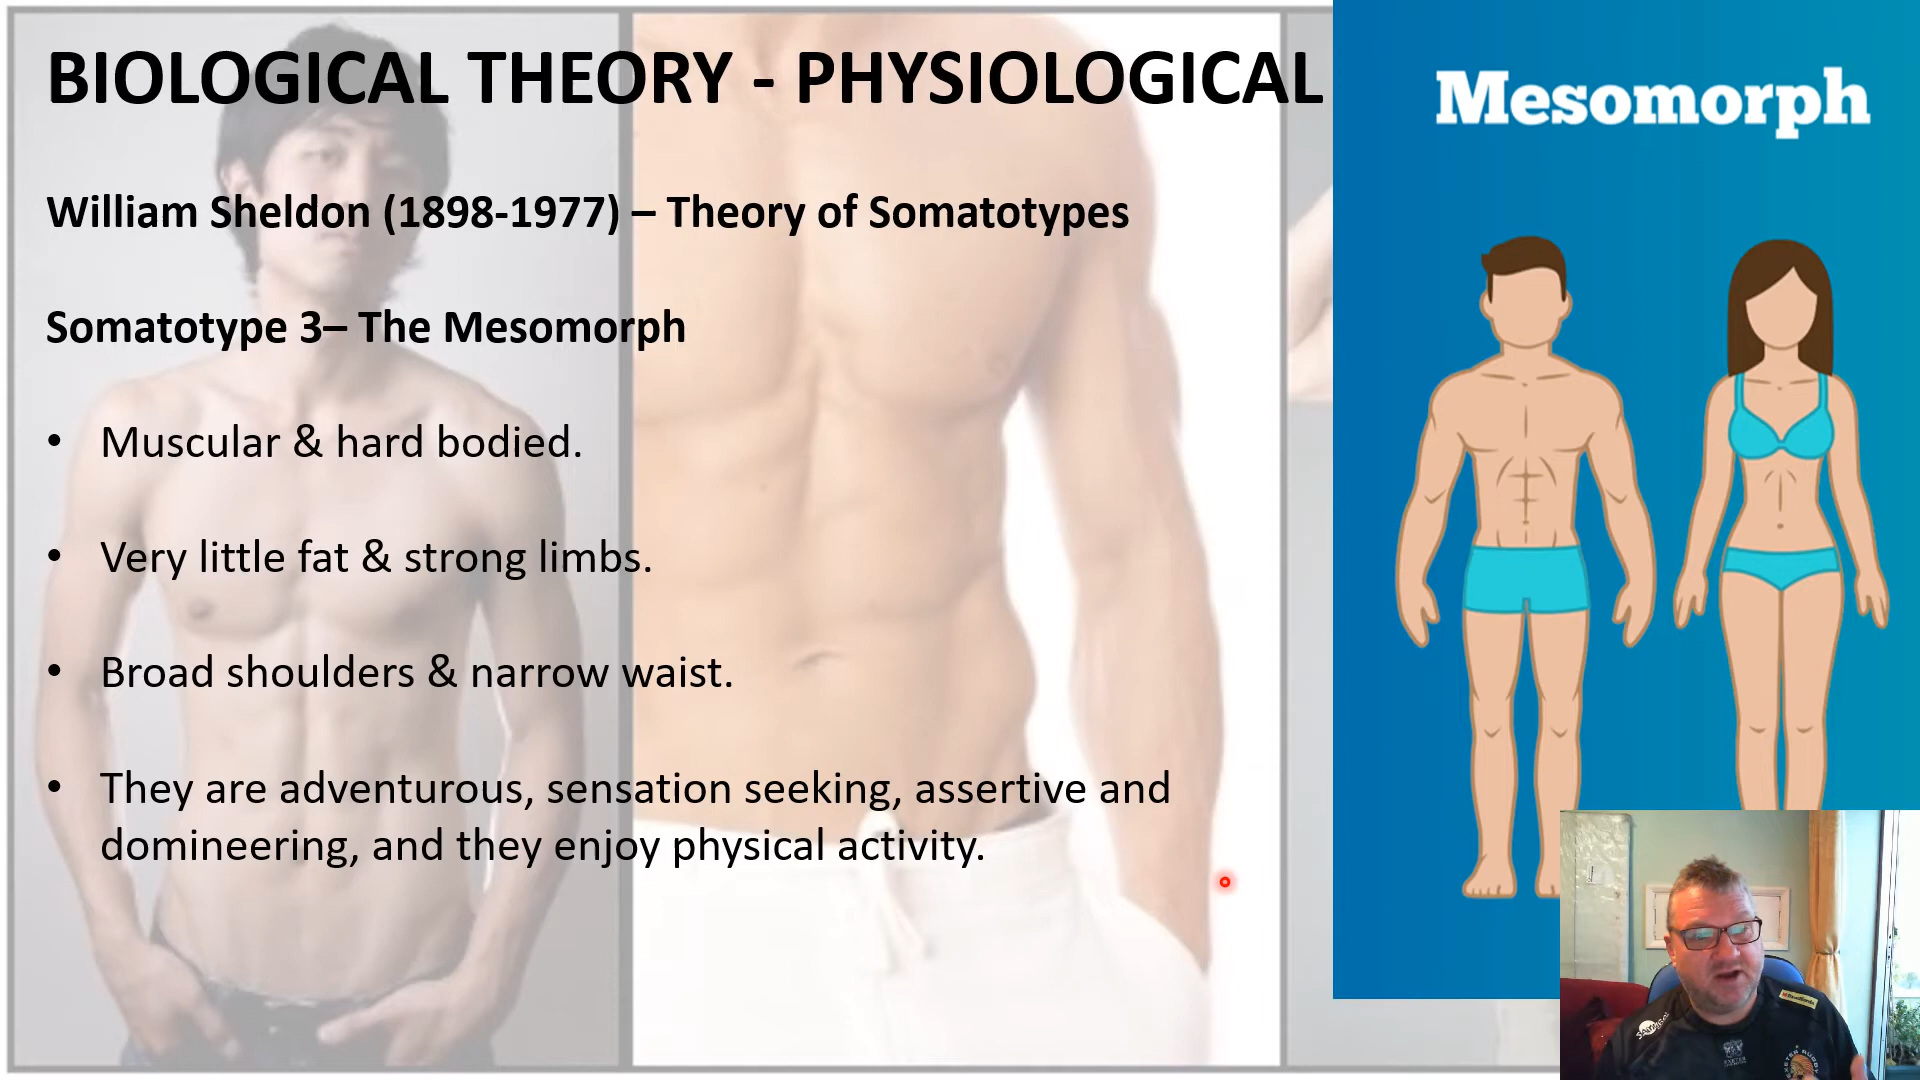 BIOLOGICAL THEORY - PHYSIOLOGICAL
Mesomorph
William Sheldon (1898-1977) – Theory of Somatotypes
Somatotype 3– The Mesomorph
• Muscular & hard bodied.
• Very little fat & strong limbs.
• Broad shoulders & narrow waist.
• They are adventurous, sensation seeking, assertive and
domineering, and they enjoy physical activity.